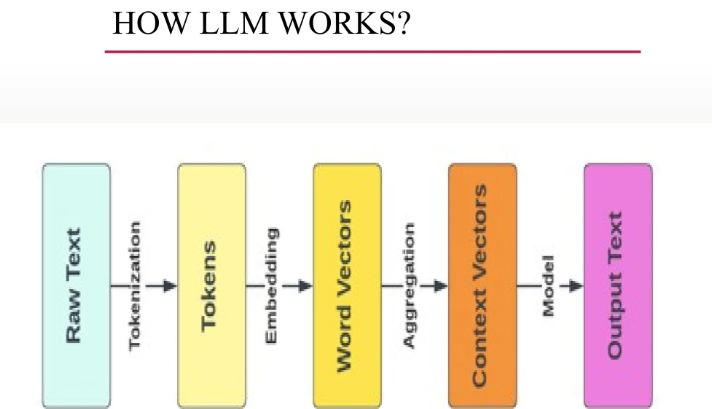 HOW LLM WORKS?
Raw Text
Tokenization
Tokens
Embedding
Word Vectors
Aggregation
Context Vectors
Model
Output Text